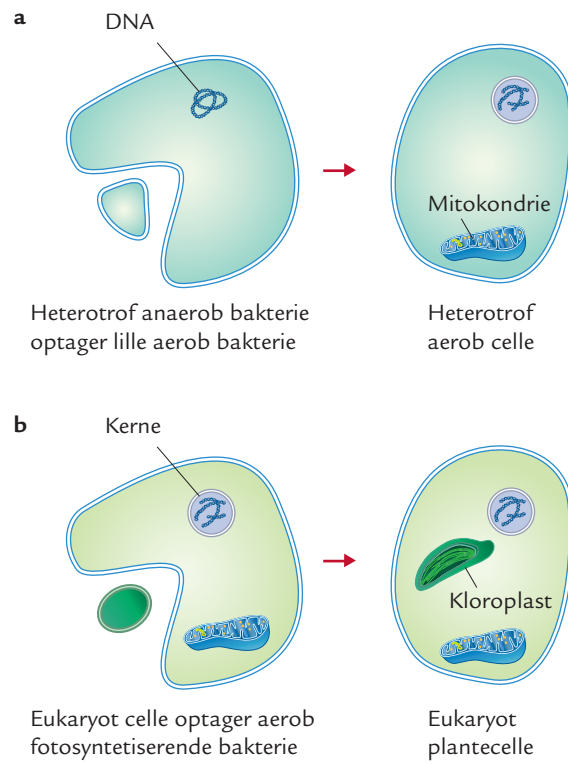 a
DNA
Mitokondrie
Heterotrof anaerob bakterie
optager lille aerob bakterie
Heterotrof
aerob celle
b
Kerne
Kloroplast
Eukaryot celle optager aerob
fotosyntetiserende bakterie
Eukaryot
plantecelle